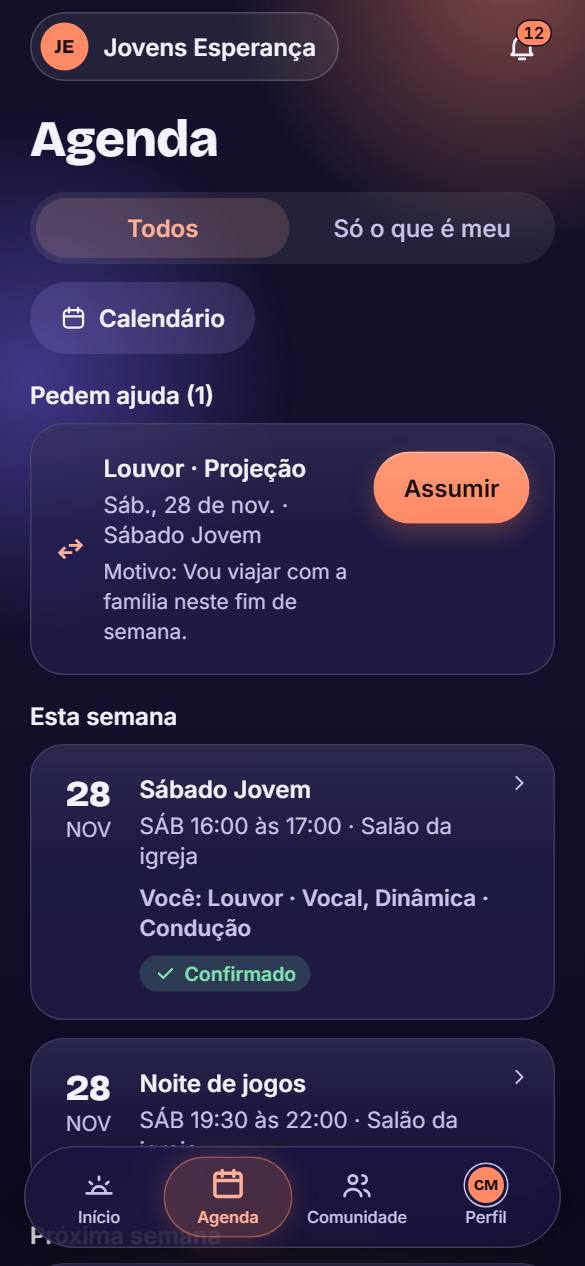 JE
Jovens Esperança
12
Agenda
Todos
Só o que é meu
Calendário
Pedem ajuda (1)
Louvor · Projeção
Sáb., 28 de nov. ·
Sábado Jovem
Motivo: Vou viajar com a
família neste fim de
semana.
Assumir
Esta semana
28
NOV
Sábado Jovem
SÁB 16:00 às 17:00 · Salão da
igreja
Você: Louvor · Vocal, Dinâmica ·
Condução
Confirmado
28
NOV
Noite de jogos
SÁB 19:30 às 22:00 · Salão da
igreja
Próxima semana
Início
Agenda
Comunidade
CM
Perfil